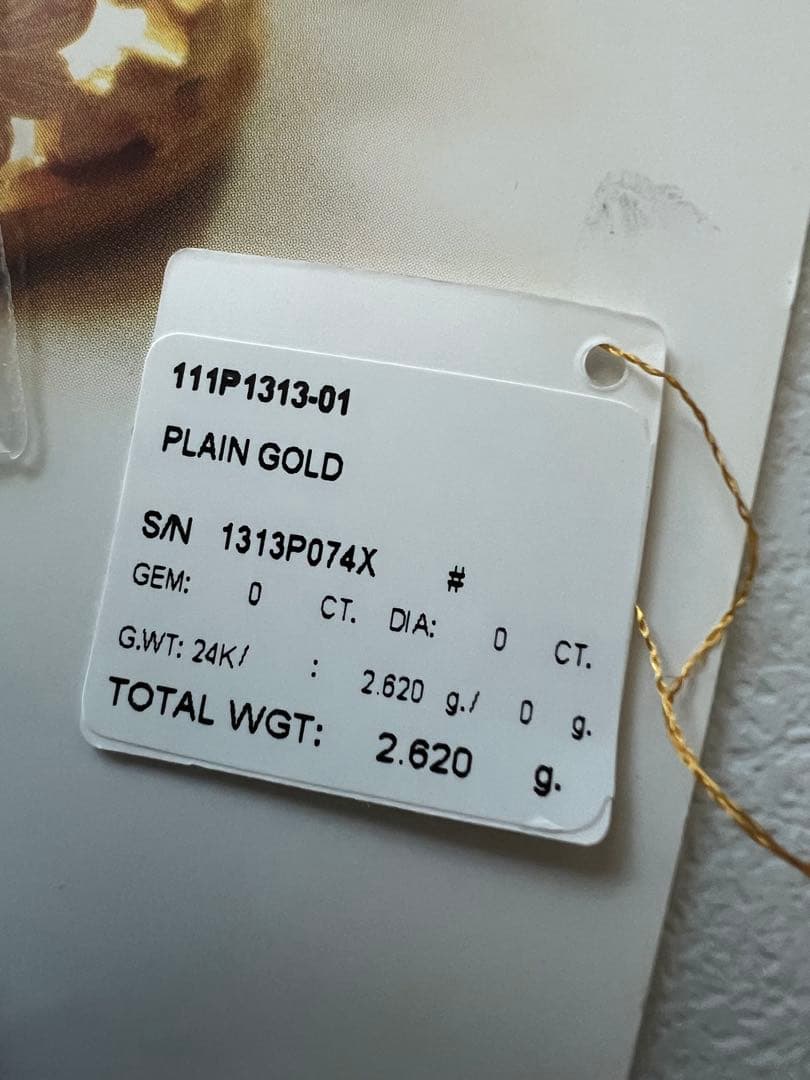 111P1313-01
PLAIN GOLD
S/N 1313P074X #
GEM: 0 CT. DIA: 0 CT.
G.WT: 24K/ : 2.620 g./ 0 g.
TOTAL WGT: 2.620 g.